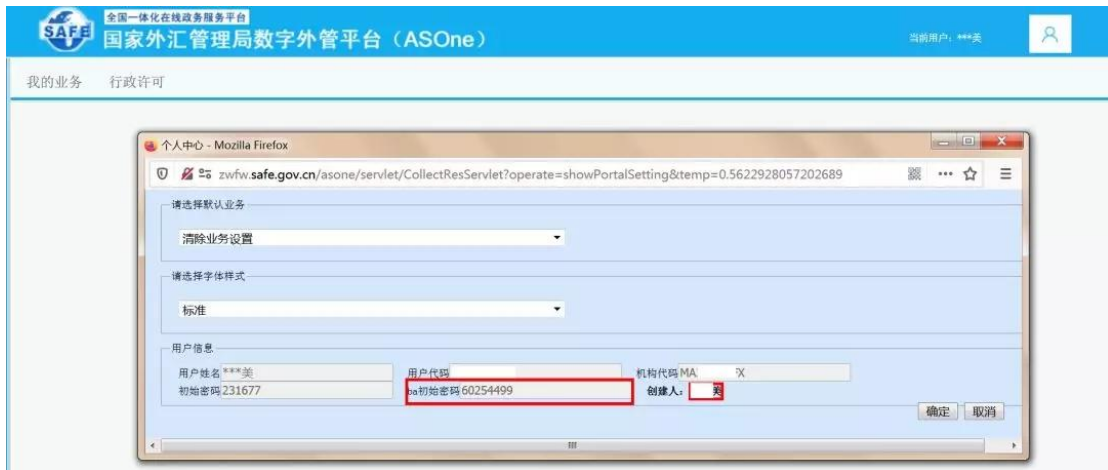 SAFE
全国一体化在线政务服务平台
国家外汇管理局数字外管平台（ASOne）
当前用户：***美
我的业务 行政许可
个人中心 - Mozilla Firefox
zwfw.safe.gov.cn/asone/servlet/CollectResServlet?operate=showPortalSetting&temp=0.5622928057202689
请选择默认业务
清除业务设置
请选择字体样式
标准
用户信息
用户姓名 ***美 用户代码 机构代码 MA
初始密码 231677 ba初始密码 60254499 创建人： 美
确定 取消